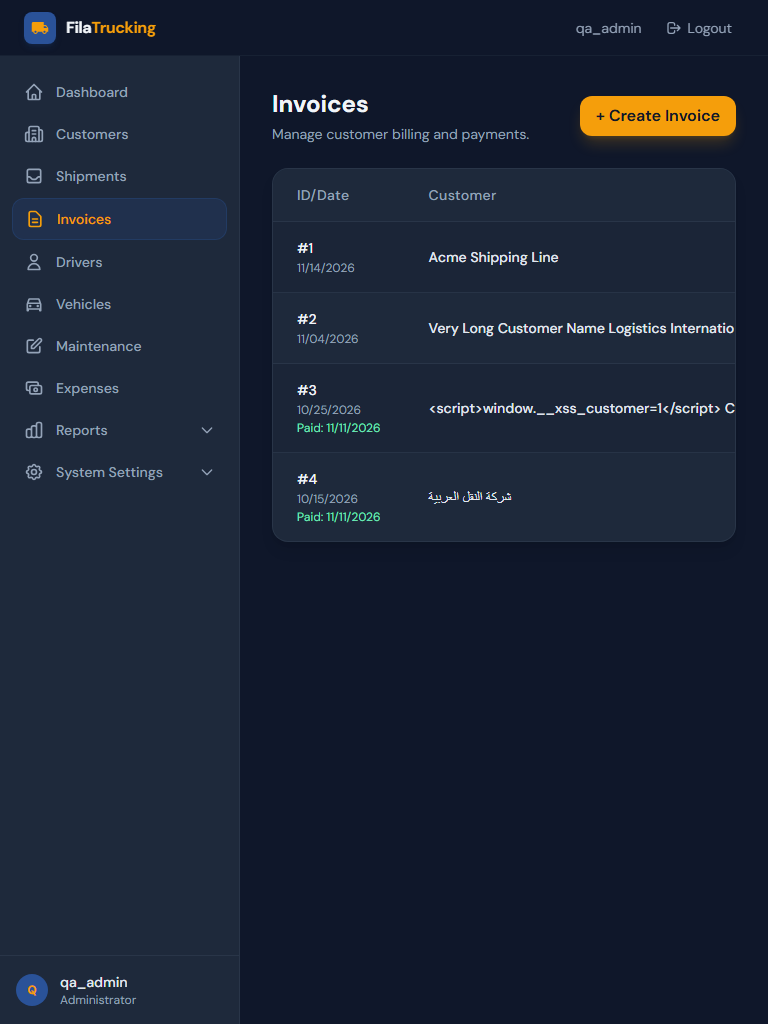 FilaTrucking
qa_admin
Logout
Dashboard
Customers
Shipments
Invoices
Drivers
Vehicles
Maintenance
Expenses
Reports
System Settings
Invoices
Manage customer billing and payments.
+ Create Invoice
ID/Date Customer
#1
11/14/2026
Acme Shipping Line
#2
11/04/2026
Very Long Customer Name Logistics Internatio
#3
10/25/2026
Paid: 11/11/2026
<script>window.__xss_customer=1</script> C
#4
10/15/2026
Paid: 11/11/2026
شركة النقل العربية
Q
qa_admin
Administrator